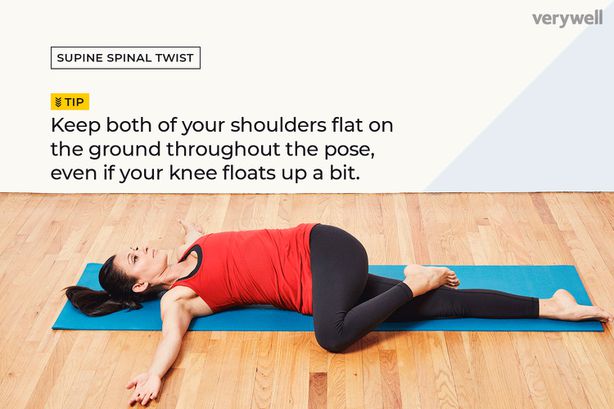 verywell
SUPINE SPINAL TWIST
TIP
Keep both of your shoulders flat on
the ground throughout the pose,
even if your knee floats up a bit.